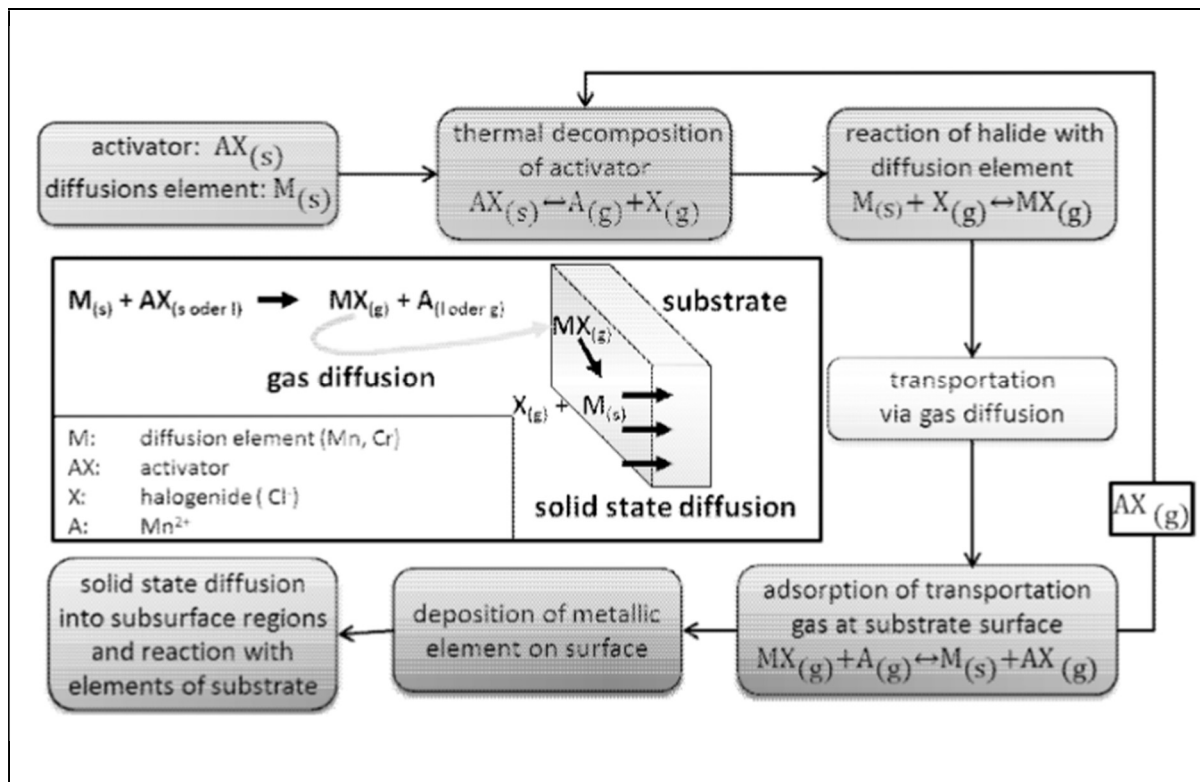 activator: AX(s)
diffusions element: M(s)
thermal decomposition
of activator
AX(s)↔A(g)+X(g)
reaction of halide with
diffusion element
M(s)+ X(g)↔MX(g)
M(s) + AX(s oder l) → MX(g) + A(l oder g)
gas diffusion
substrate
MX(g)
X(g) + M(s)
solid state diffusion
M: diffusion element (Mn, Cr)
AX: activator
X: halogenide ( Cl-)
A: Mn2+
transportation
via gas diffusion
AX (g)
adsorption of transportation
gas at substrate surface
MX(g)+A(g)↔M(s)+AX(g)
deposition of metallic
element on surface
solid state diffusion
into subsurface regions
and reaction with
elements of substrate